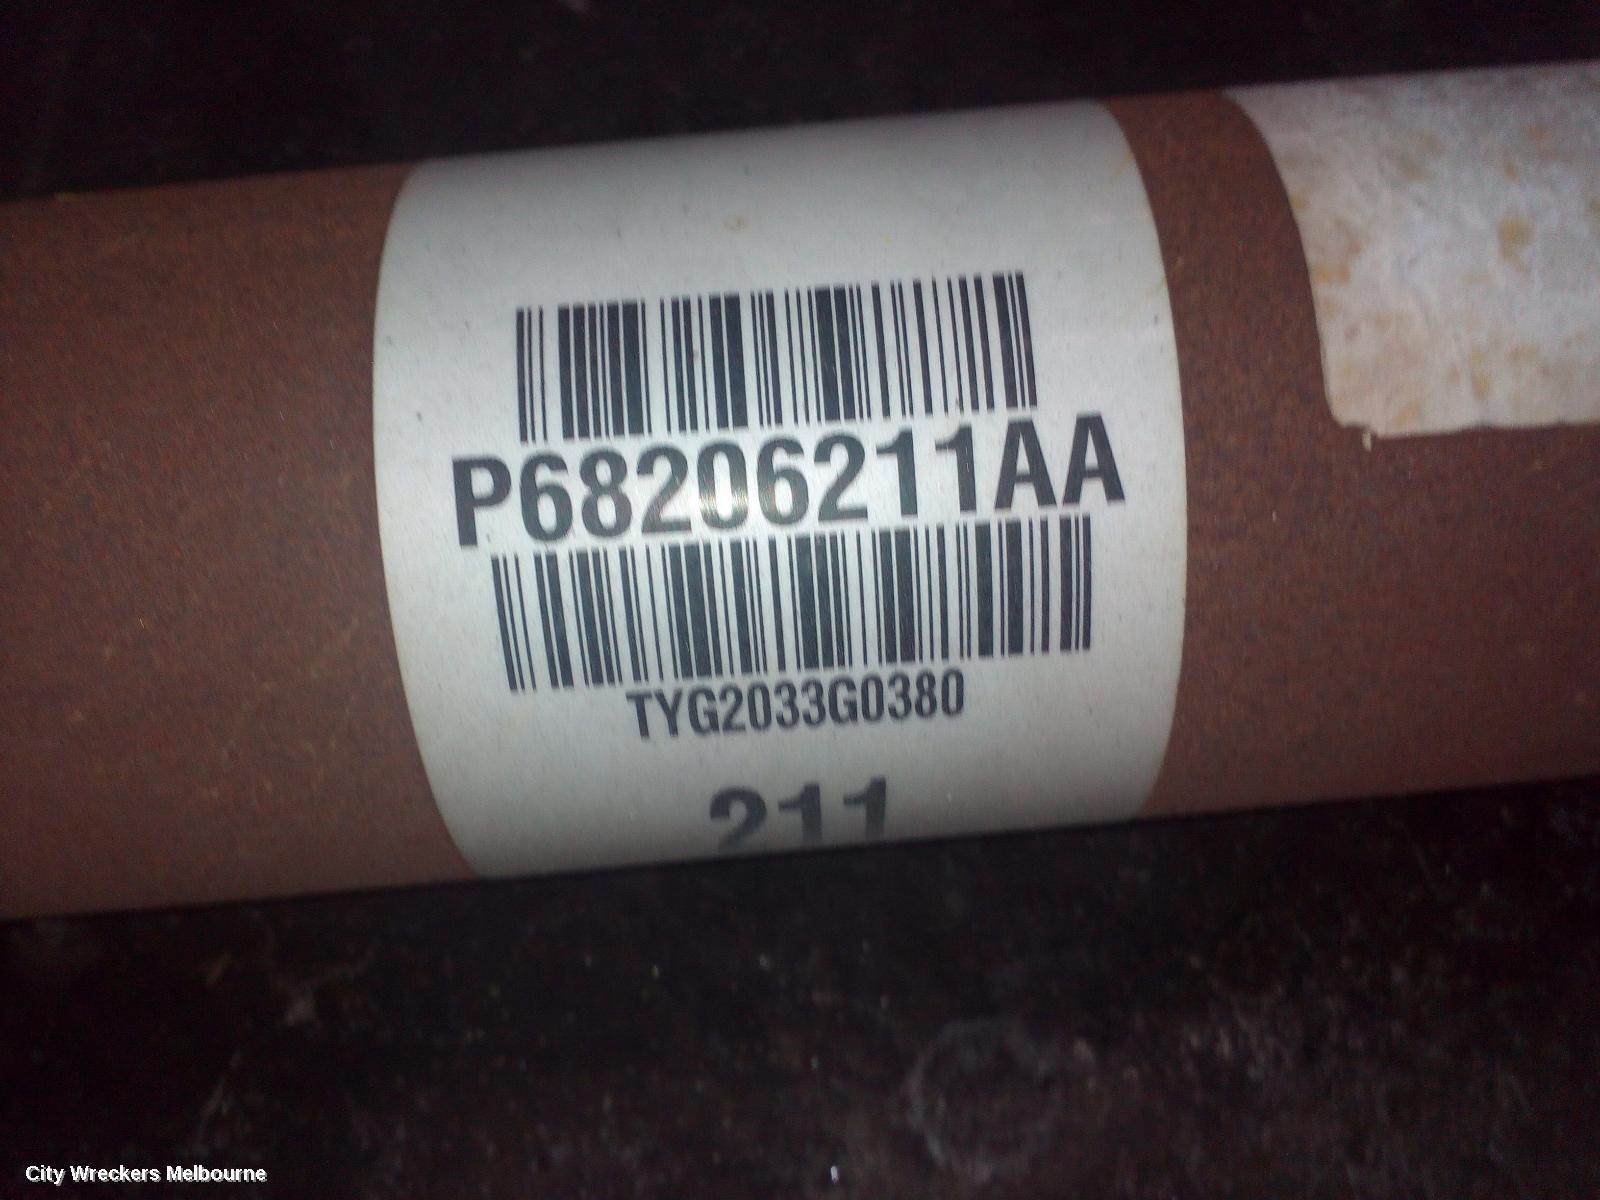 P68206211AA
TYG2033G0380
211
City Wreckers Melbourne